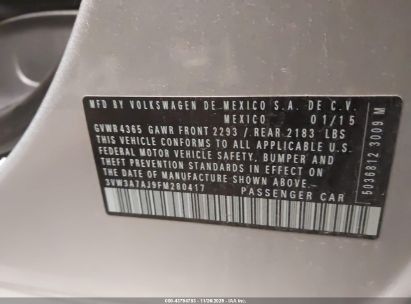 MFD BY VOLKSWAGEN DE MEXICO S.A. DE C.V.
MEXICO 01/15
GVWR 4365 GAWR FRONT 2293 / REAR 2183 LBS
THIS VEHICLE CONFORMS TO ALL APPLICABLE U.S.
FEDERAL MOTOR VEHICLE SAFETY, BUMPER AND
THEFT PREVENTION STANDARDS IN EFFECT ON THE
DATE OF MANUFACTURE SHOWN ABOVE
3VW3A7AJ9FM280417
PASSENGER CAR
5036812 3009 M